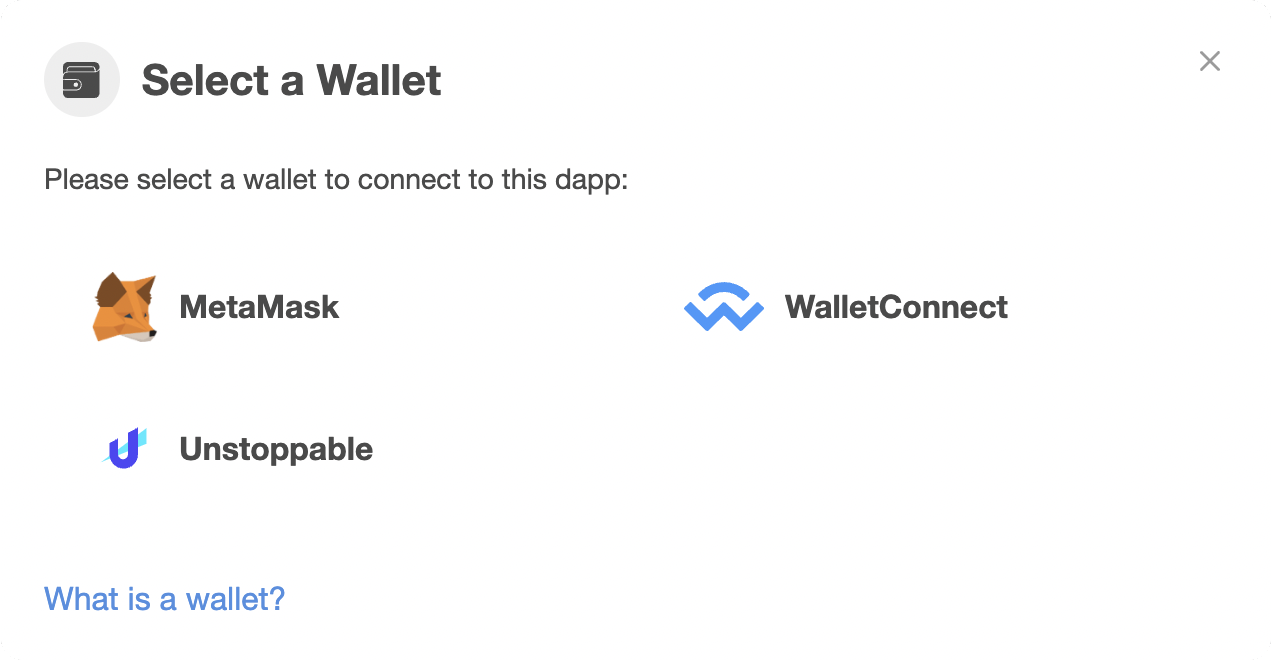 Select a Wallet
Please select a wallet to connect to this dapp:
MetaMask
WalletConnect
Unstoppable
What is a wallet?